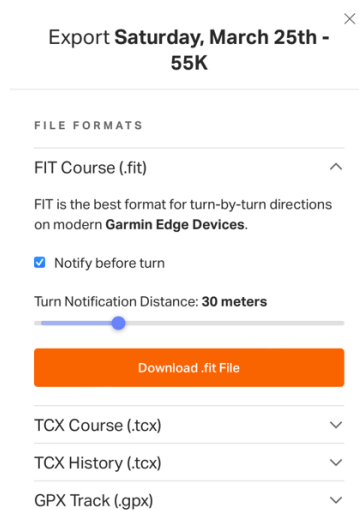 Export Saturday, March 25th -
55K
FILE FORMATS
FIT Course (.fit)
FIT is the best format for turn-by-turn directions
on modern Garmin Edge Devices.
Notify before turn
Turn Notification Distance: 30 meters
Download .fit File
TCX Course (.tcx)
TCX History (.tcx)
GPX Track (.gpx)